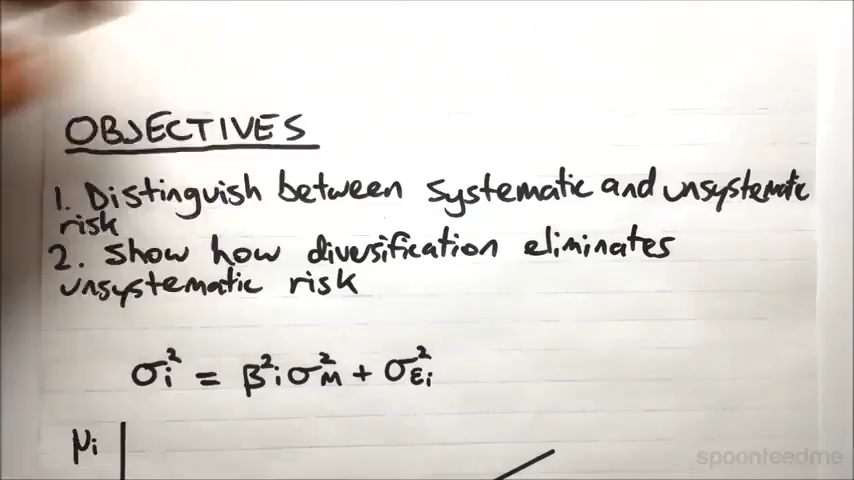 OBJECTIVES
1. Distinguish between systematic and unsystematic
risk
2. Show how diversification eliminates
unsystematic risk
σi² = β²iσ²M + σ²εi
μi
spoonfeedme